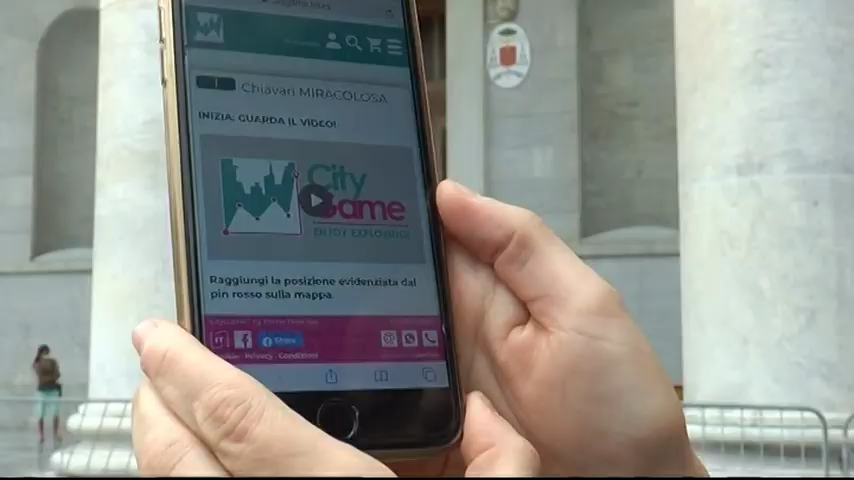 Chiavari MIRACOLOSA
INIZIA: GUARDA IL VIDEO!
City
Game
ENJOY EXPLORING!
Raggiungi la posizione evidenziata dal
pin rosso sulla mappa.
Share
Privacy - Condizioni